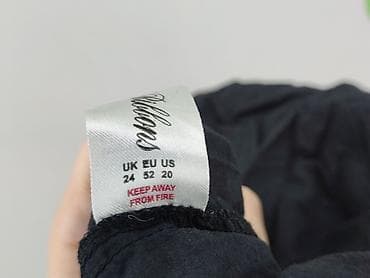 UK EU US
24 52 20
KEEP AWAY
FROM FIRE